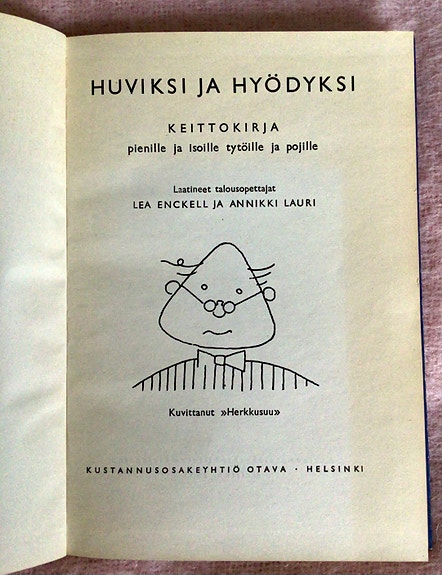 HUVIKSI JA HYÖDYKSI
KEITTOKIRJA
pienille ja isoille tytöille ja pojille
Laatineet talousopettajat
LEA ENCKELL JA ANNIKKI LAURI
Kuvittanut »Herkkusuu»
KUSTANNUSOSAKEYHTIÖ OTAVA · HELSINKI